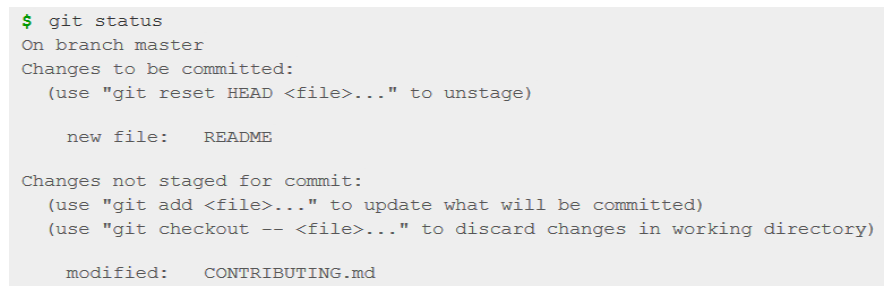 $ git status
On branch master
Changes to be committed:
  (use "git reset HEAD <file>..." to unstage)

    new file:   README

Changes not staged for commit:
  (use "git add <file>..." to update what will be committed)
  (use "git checkout -- <file>..." to discard changes in working directory)

    modified:   CONTRIBUTING.md